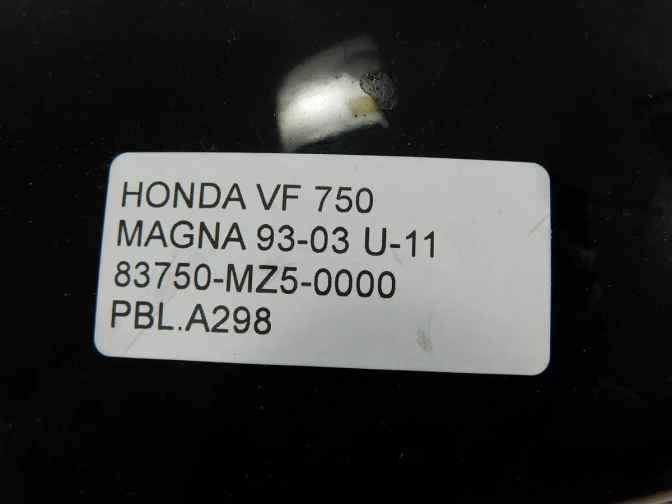 HONDA VF 750
MAGNA 93-03 U-11
83750-MZ5-0000
PBL.A298